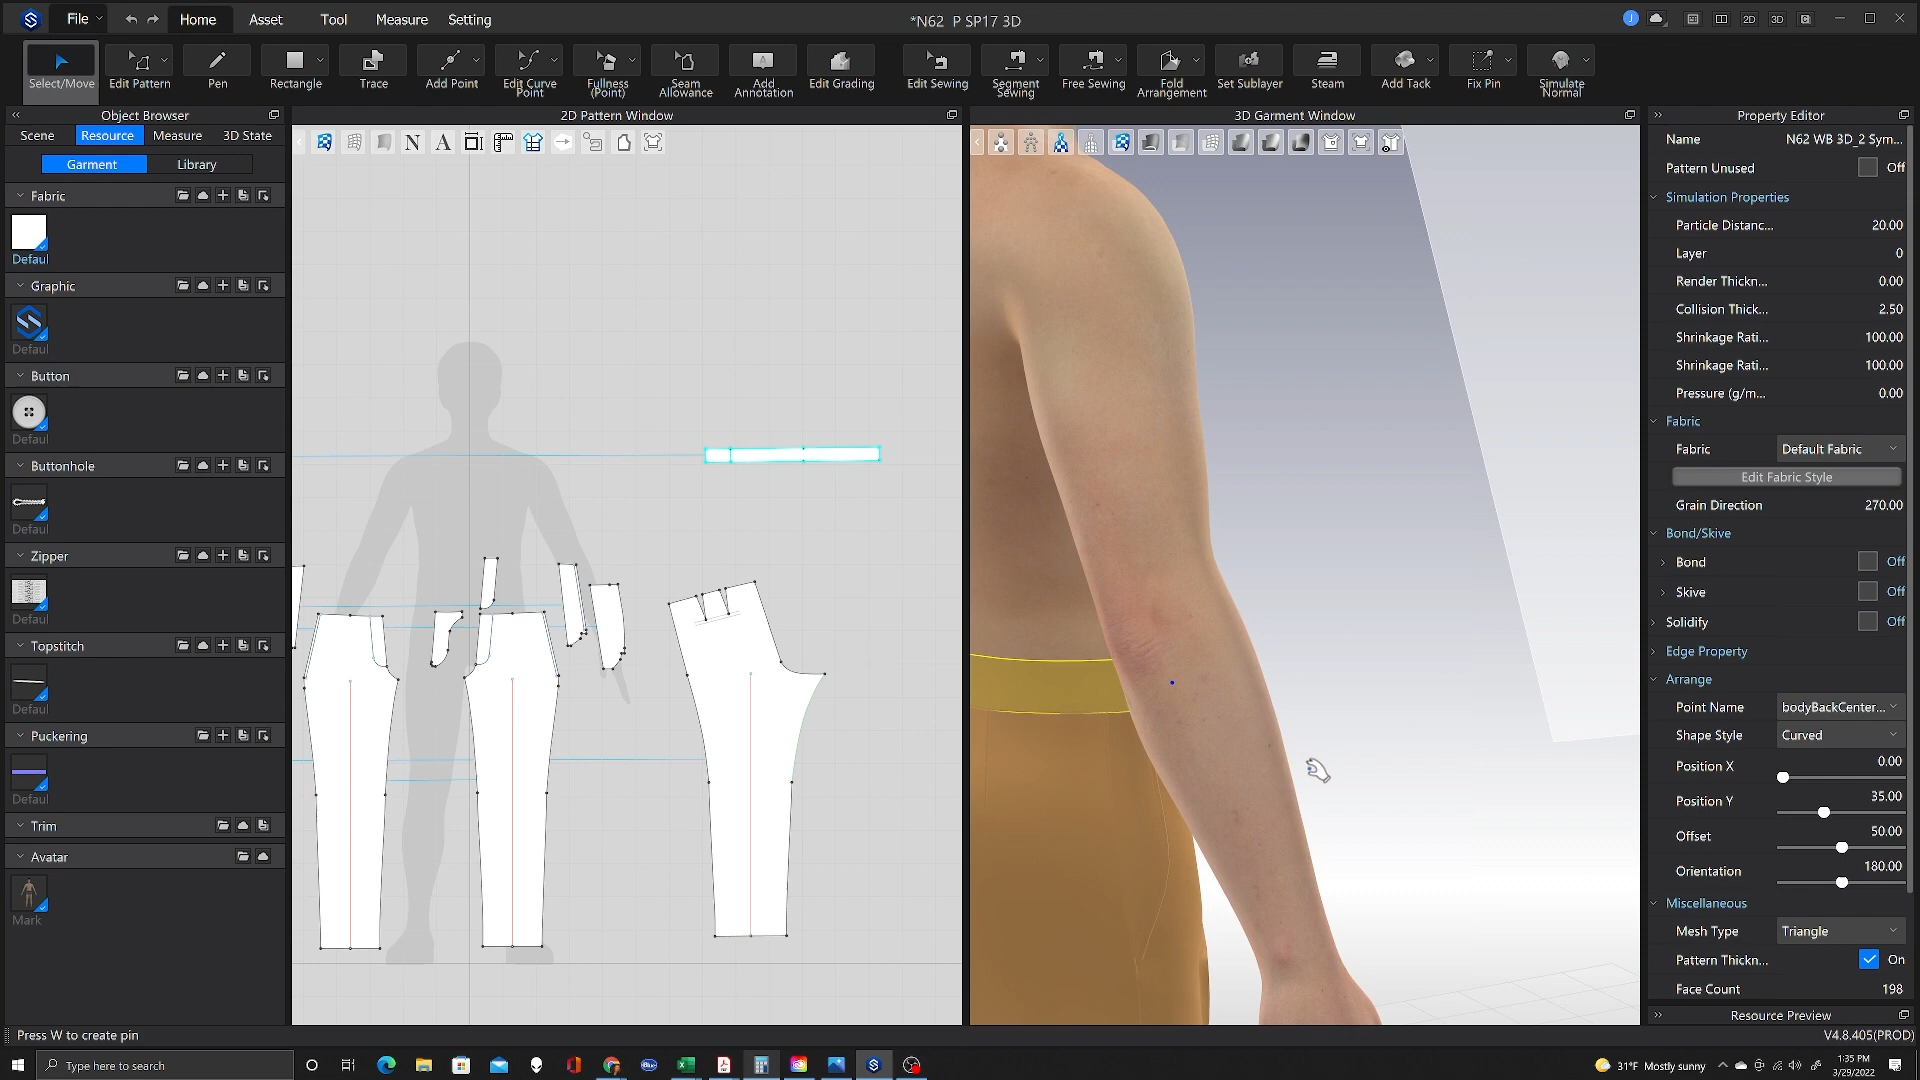 File Home Asset Tool Measure Setting
*N62 P SP17 3D
J 2D 3D
Select/Move Edit Pattern Pen Rectangle Trace Add Point Edit Curve Point Fullness (Point) Seam Allowance Add Annotation Edit Grading Edit Sewing Segment Sewing Free Sewing Fold Arrangement Set Sublayer Steam Add Tack Fix Pin Simulate Normal
Object Browser
Scene Resource Measure 3D State
Garment Library
Fabric
Defaul
Graphic
Defaul
Button
Defaul
Buttonhole
Defaul
Zipper
Defaul
Topstitch
Defaul
Puckering
Defaul
Trim
Avatar
Mark
2D Pattern Window
N A
3D Garment Window
Property Editor
Name N62 WB 3D_2 Sym...
Pattern Unused Off
Simulation Properties
Particle Distanc... 20.00
Layer 0
Render Thickn... 0.00
Collision Thick... 2.50
Shrinkage Rati... 100.00
Shrinkage Rati... 100.00
Pressure (g/m... 0.00
Fabric
Fabric Default Fabric
Edit Fabric Style
Grain Direction 270.00
Bond/Skive
Bond Off
Skive Off
Solidify Off
Edge Property
Arrange
Point Name bodyBackCenter...
Shape Style Curved
Position X 0.00
Position Y 35.00
Offset 50.00
Orientation 180.00
Miscellaneous
Mesh Type Triangle
Pattern Thickn... On
Face Count 198
Resource Preview
Press W to create pin
V4.8.405(PROD)
Type here to search
31°F Mostly sunny
1:35 PM
3/29/2022